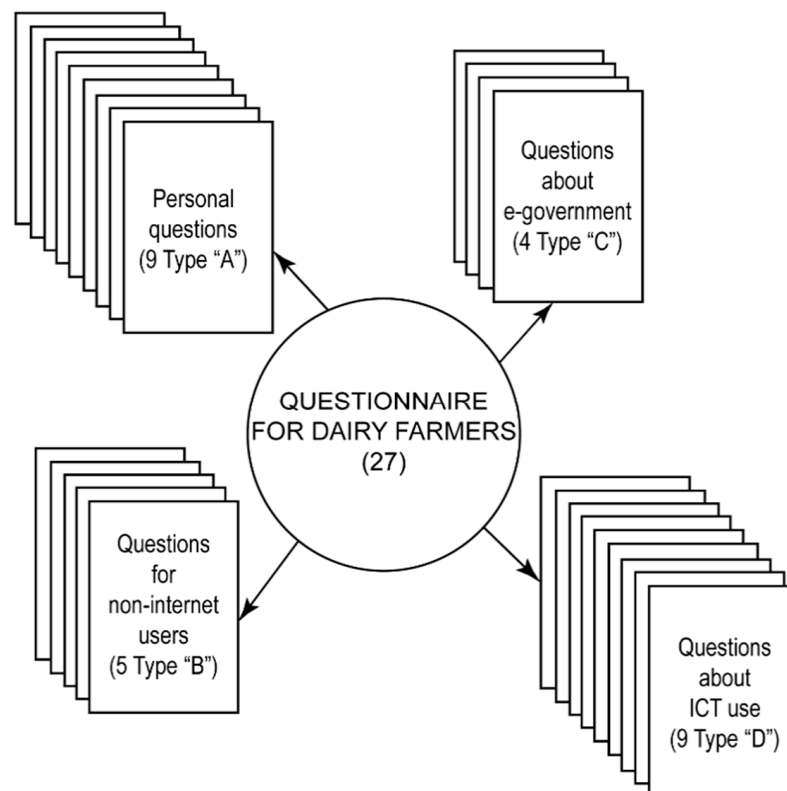 Personal
questions
(9 Type “A”)
Questions
about
e-government
(4 Type “C”)
QUESTIONNAIRE
FOR DAIRY FARMERS
(27)
Questions
for
non-internet
users
(5 Type “B”)
Questions
about
ICT use
(9 Type “D”)